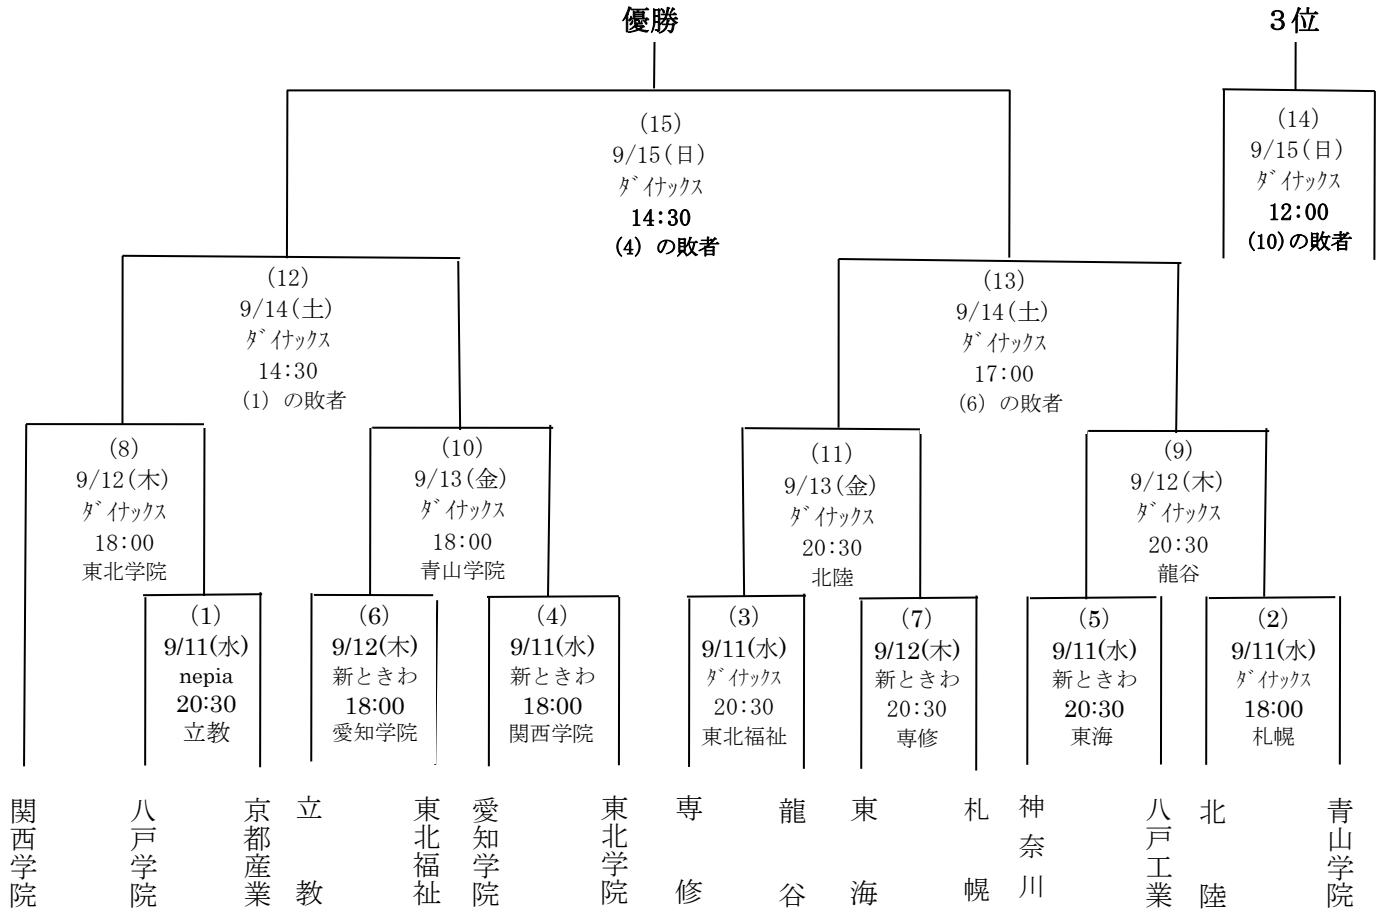 優勝
３位
(15)
9/15(日)
ﾀﾞｲﾅｯｸｽ
14:30
(4) の敗者
(14)
9/15(日)
ﾀﾞｲﾅｯｸｽ
12:00
(10)の敗者
(12)
9/14(土)
ﾀﾞｲﾅｯｸｽ
14:30
(1) の敗者
(13)
9/14(土)
ﾀﾞｲﾅｯｸｽ
17:00
(6) の敗者
(8)
9/12(木)
ﾀﾞｲﾅｯｸｽ
18:00
東北学院
(10)
9/13(金)
ﾀﾞｲﾅｯｸｽ
18:00
青山学院
(11)
9/13(金)
ﾀﾞｲﾅｯｸｽ
20:30
北陸
(9)
9/12(木)
ﾀﾞｲﾅｯｸｽ
20:30
龍谷
(1)
9/11(水)
nepia
20:30
立教
(6)
9/12(木)
新ときわ
18:00
愛知学院
(4)
9/11(水)
新ときわ
18:00
関西学院
(3)
9/11(水)
ﾀﾞｲﾅｯｸｽ
20:30
東北福祉
(7)
9/12(木)
新ときわ
20:30
専修
(5)
9/11(水)
新ときわ
20:30
東海
(2)
9/11(水)
ﾀﾞｲﾅｯｸｽ
18:00
札幌
関西学院
八戸学院
京都産業
立教
東北福祉
愛知学院
東北学院
専修
龍谷
東海
札幌
神奈川
八戸工業
北陸
青山学院